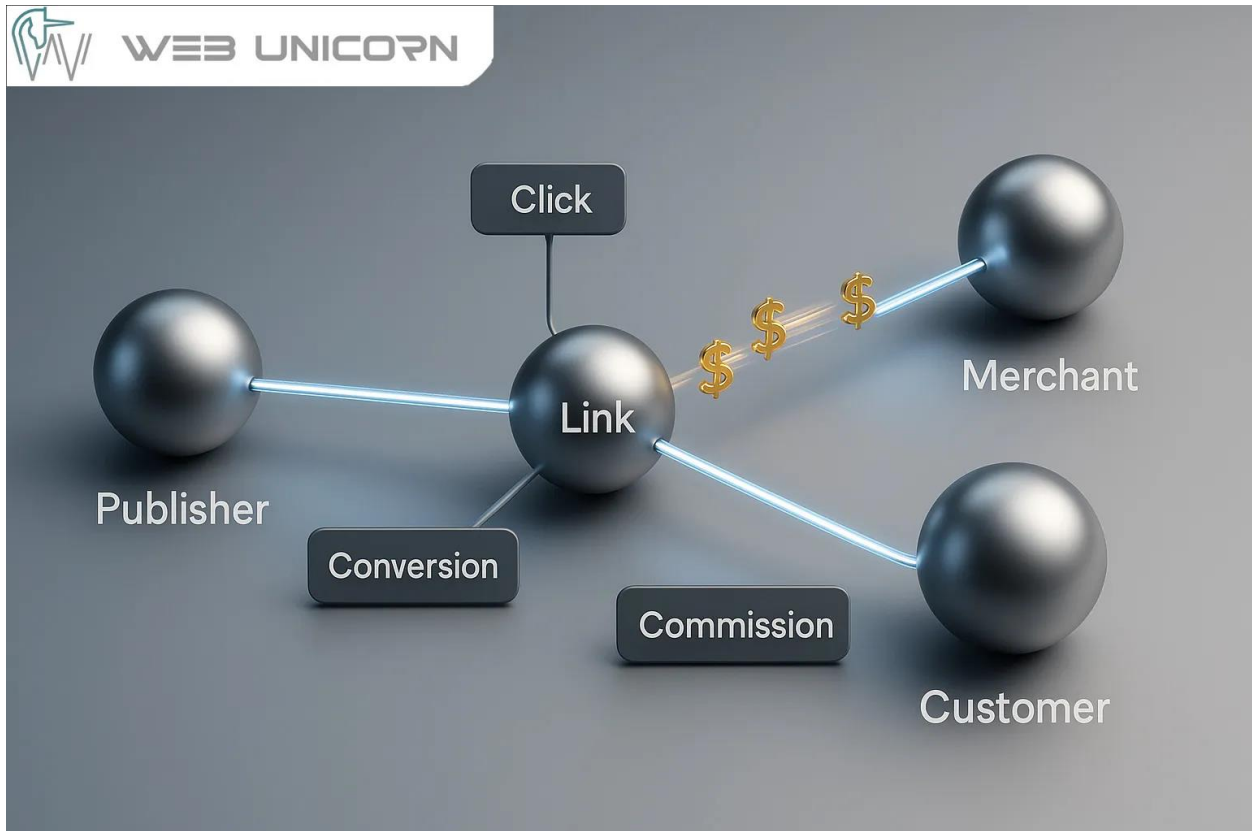 WEB UNICORN
Click
$ $ $
Link
Merchant
Publisher
Conversion
Commission
Customer